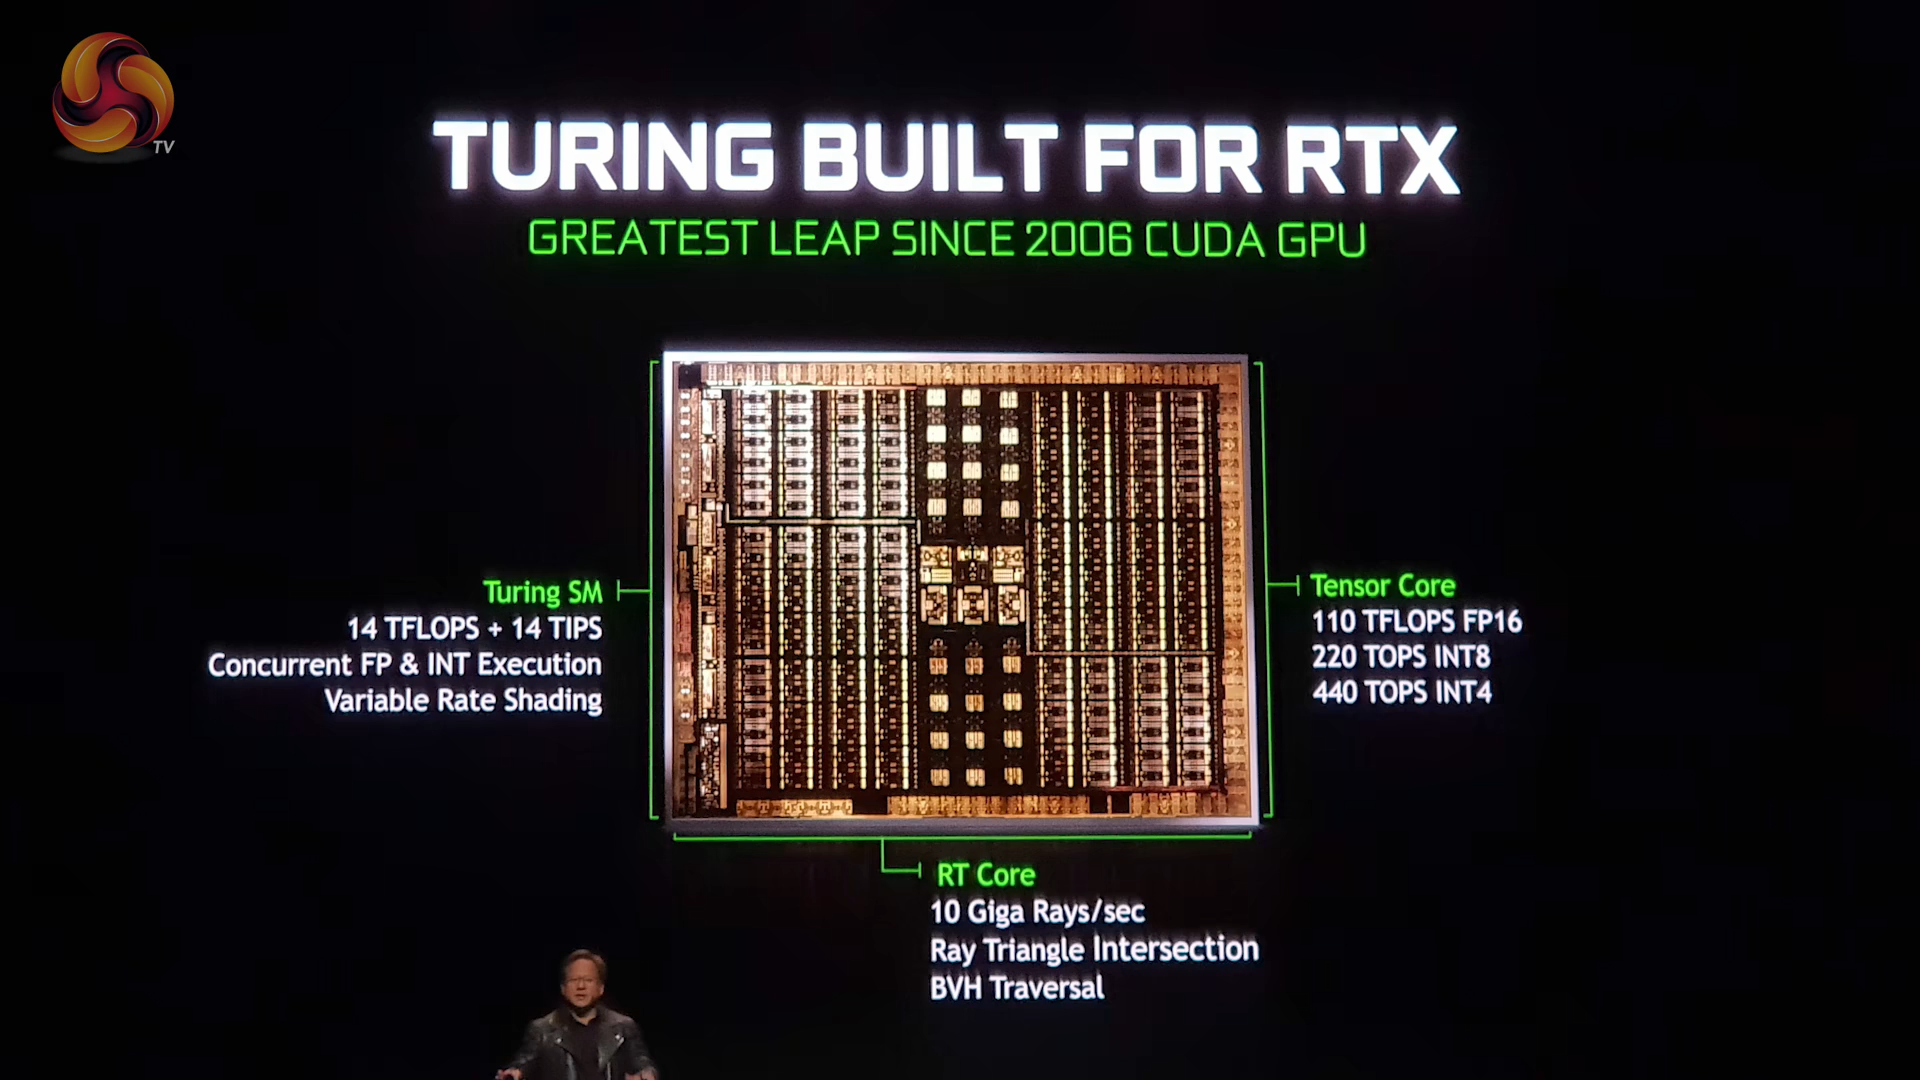 TV
TURING BUILT FOR RTX
GREATEST LEAP SINCE 2006 CUDA GPU
Turing SM
14 TFLOPS + 14 TIPS
Concurrent FP & INT Execution
Variable Rate Shading
Tensor Core
110 TFLOPS FP16
220 TOPS INT8
440 TOPS INT4
RT Core
10 Giga Rays/sec
Ray Triangle Intersection
BVH Traversal